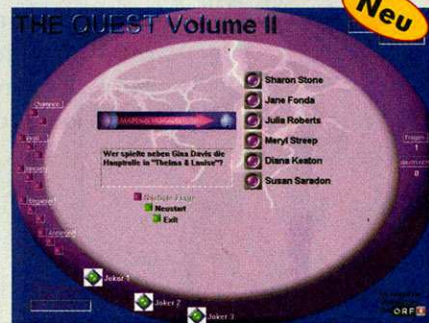 Neu
THE QUEST Volume II
Sharon Stone
Jane Fonda
Julia Roberts
Meryl Streep
Diana Keaton
Susan Saradon
Wer spielte neben Gina Davis die
Hauptrolle in "Thelma & Louise"?
Nächste Frage
Neustart
Exit
Fragen
1
0
Joker 1
Joker 2
Joker 3
ORF